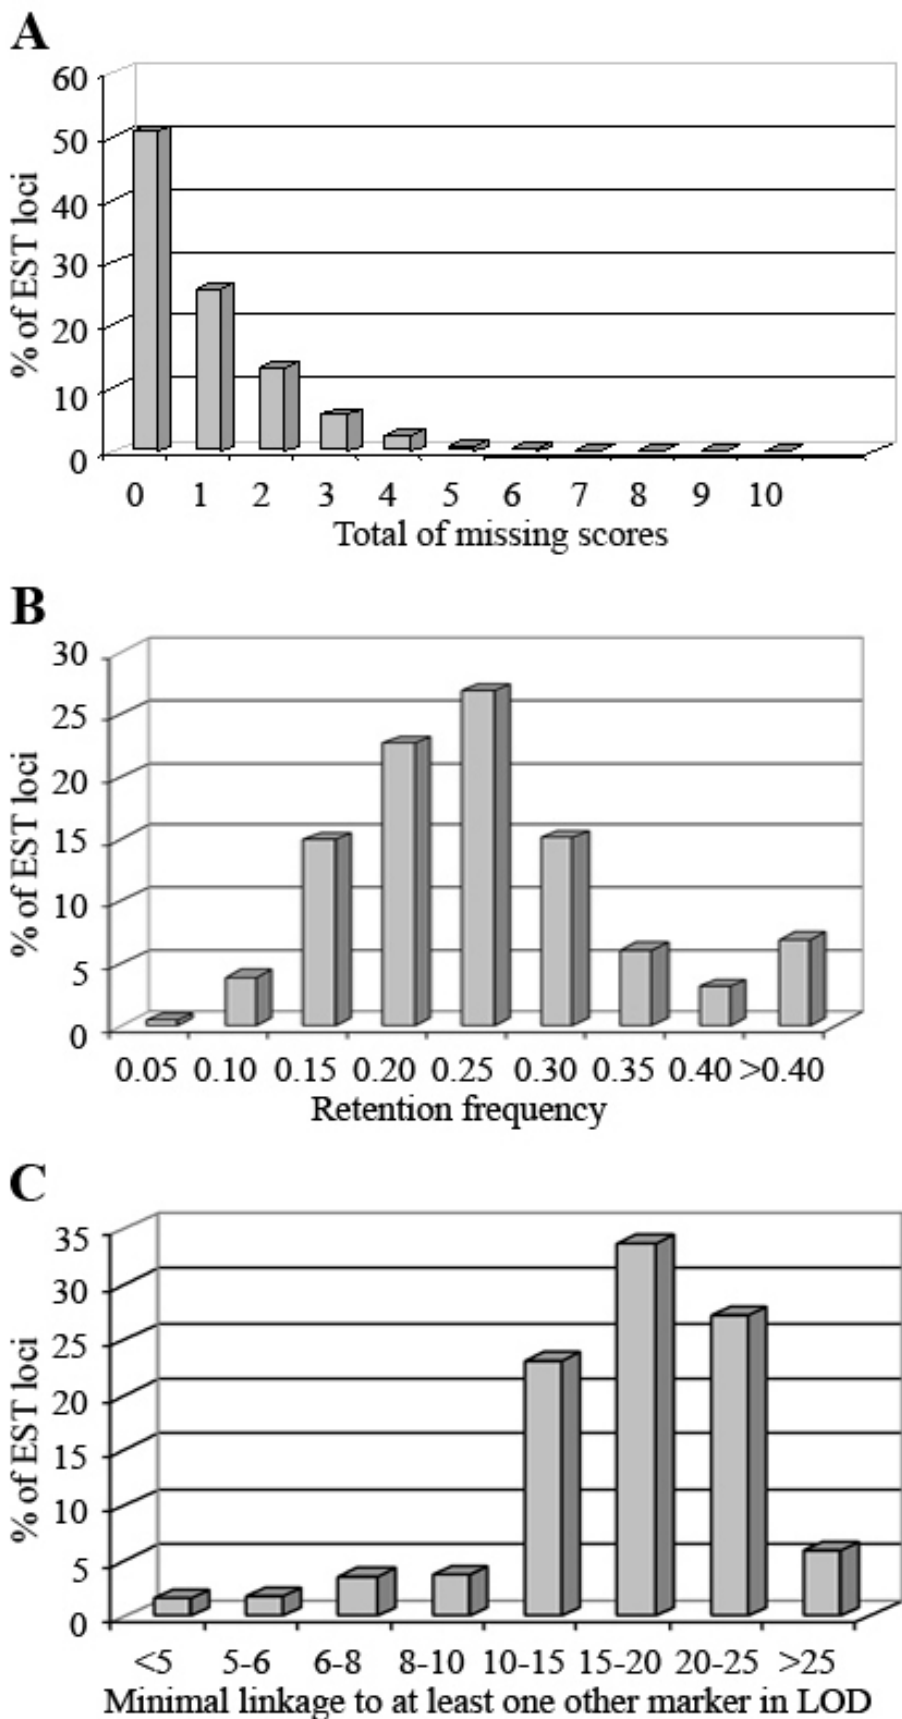 A
60
50
40
30
20
10
0
% of EST loci
0 1 2 3 4 5 6 7 8 9 10
Total of missing scores
B
30
25
20
15
10
5
0
% of EST loci
0.05 0.10 0.15 0.20 0.25 0.30 0.35 0.40 >0.40
Retention frequency
C
35
30
25
20
15
10
5
0
% of EST loci
<5 5-6 6-8 8-10 10-15 15-20 20-25 >25
Minimal linkage to at least one other marker in LOD